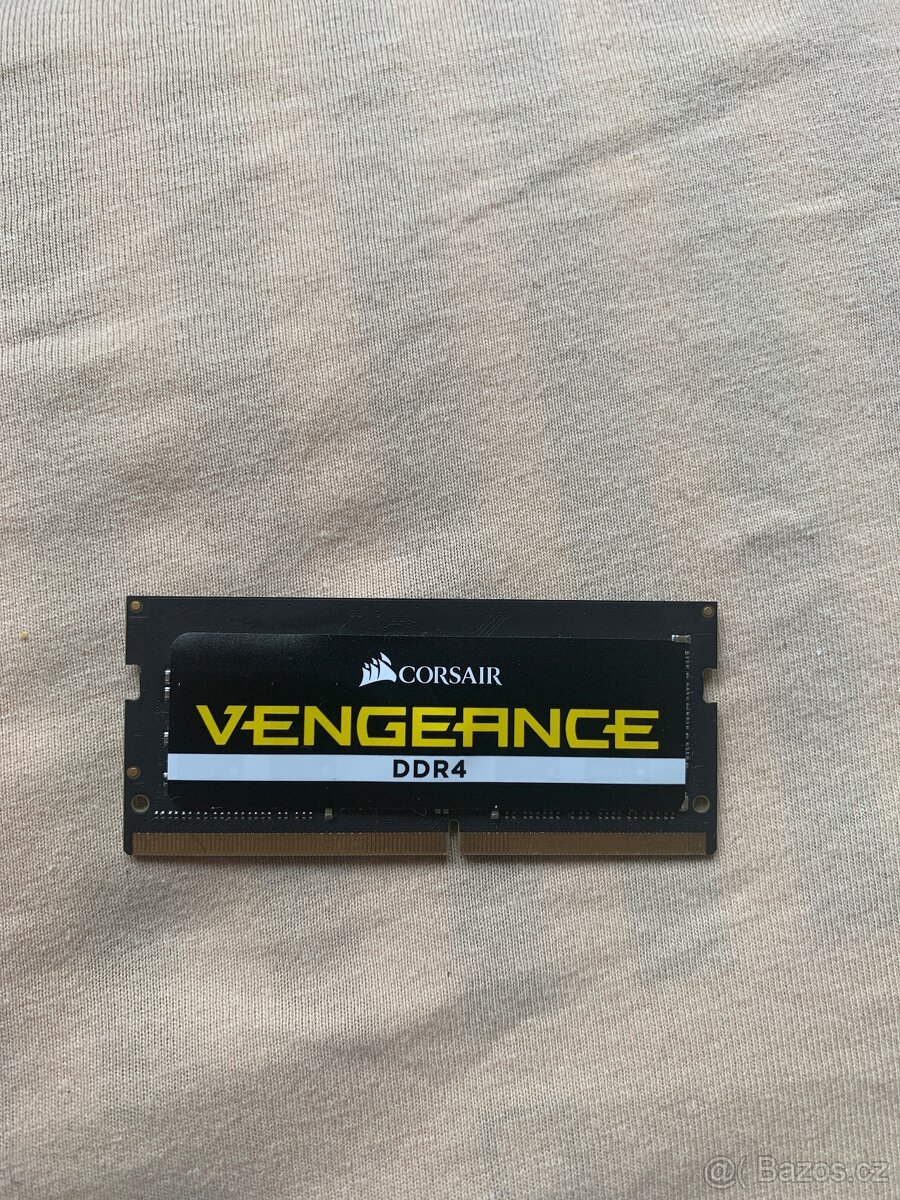 CORSAIR
VENGEANCE
DDR4
@( Bazos.cz